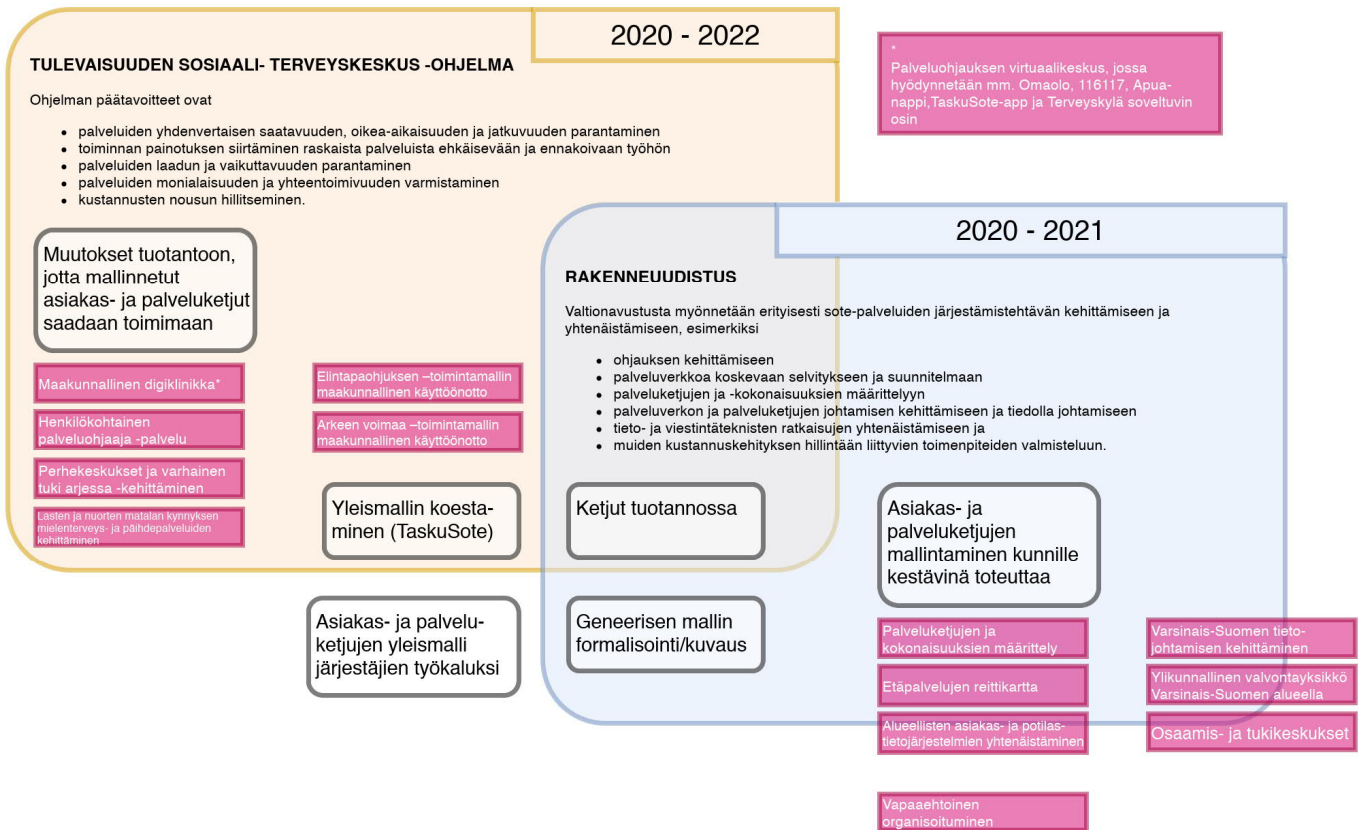 2020 - 2022
TULEVAISUUDEN SOSIAALI- TERVEYSKESKUS -OHJELMA
Ohjelman päätavoitteet ovat
• palveluiden yhdenvertaisen saatavuuden, oikea-aikaisuuden ja jatkuvuuden parantaminen
• toiminnan painotuksen siirtäminen raskaista palveluista ehkäisevään ja ennakoivaan työhön
• palveluiden laadun ja vaikuttavuuden parantaminen
• palveluiden monialaisuuden ja yhteentoimivuuden varmistaminen
• kustannusten nousun hillitseminen.
*
Palveluohjauksen virtuaalikeskus, jossa
hyödynnetään mm. Omaolo, 116117, Apua-
nappi,TaskuSote-app ja Terveyskylä soveltuvin
osin
Muutokset tuotantoon,
jotta mallinnetut
asiakas- ja palveluketjut
saadaan toimimaan
Maakunnallinen digiklinikka*
Henkilökohtainen
palveluohjaaja -palvelu
Perhekeskukset ja varhainen
tuki arjessa -kehittäminen
Lasten ja nuorten matalan kynnyksen
mielenterveys- ja päihdepalveluiden
kehittäminen
Elintapaohjuksen –toimintamallin
maakunnallinen käyttöönotto
Arkeen voimaa –toimintamallin
maakunnallinen käyttöönotto
Yleismallin koesta-
minen (TaskuSote)
2020 - 2021
RAKENNEUUDISTUS
Valtionavustusta myönnetään erityisesti sote-palveluiden järjestämistehtävän kehittämiseen ja
yhtenäistämiseen, esimerkiksi
• ohjauksen kehittämiseen
• palveluverkkoa koskevaan selvitykseen ja suunnitelmaan
• palveluketjujen ja -kokonaisuuksien määrittelyyn
• palveluverkon ja palveluketjujen johtamisen kehittämiseen ja tiedolla johtamiseen
• tieto- ja viestintäteknisten ratkaisujen yhtenäistämiseen ja
• muiden kustannuskehityksen hillintään liittyvien toimenpiteiden valmisteluun.
Ketjut tuotannossa
Asiakas- ja
palveluketjujen
mallintaminen kunnille
kestävinä toteuttaa
Asiakas- ja palvelu-
ketjujen yleismalli
järjestäjien työkaluksi
Geneerisen mallin
formalisointi/kuvaus
Palveluketjujen ja
kokonaisuuksien määrittely
Etäpalvelujen reittikartta
Alueellisten asiakas- ja potilas-
tietojärjestelmien yhtenäistäminen
Vapaaehtoinen
organisoituminen
Varsinais-Suomen tieto-
johtamisen kehittäminen
Ylikunnallinen valvontayksikkö
Varsinais-Suomen alueella
Osaamis- ja tukikeskukset